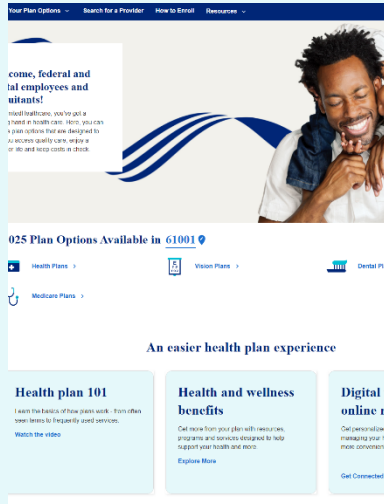 Your Plan Options Search for a Provider How to Enroll Resources
come, federal and
tal employees and
uitants!
nited Healthcare, you've got a
g hand in health care. Here, you can
e plan options that are designed to
you access quality care, enjoy a
er life and keep costs in check.
025 Plan Options Available in 61001
Health Plans >
Vision Plans >
Dental Pl
Medicare Plans >
An easier health plan experience
Health plan 101
Learn the basics of how plans work - from often
seen terms to frequently used services.
Watch the video
Health and wellness
benefits
Get more from your plan with resources,
programs and services designed to help
support your health and more.
Explore More
Digital
online
Get personalized
managing your h
more convenien
Get Connected